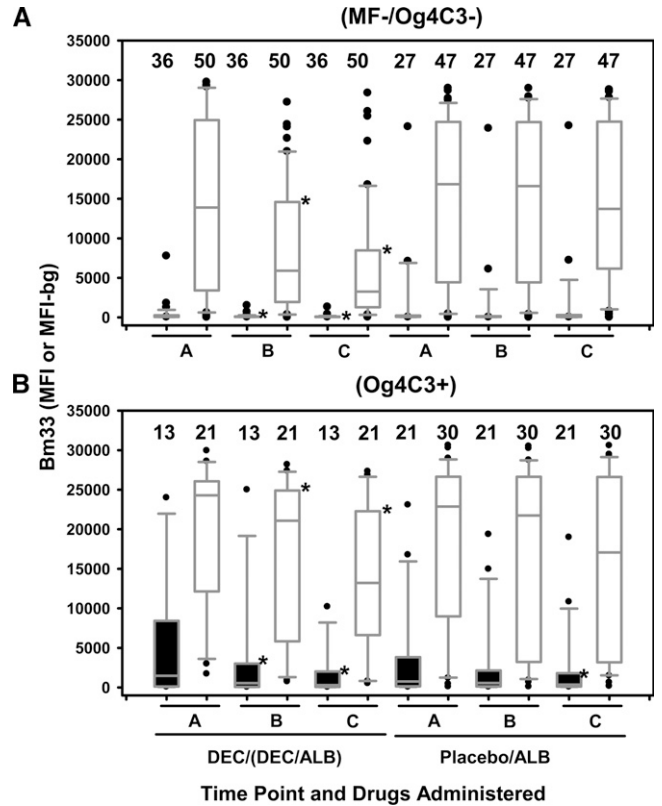 A
(MF-/Og4C3-)
35000
30000
25000
20000
15000
10000
5000
0
36 50 36 50 36 50 27 47 27 47 27 47
*
*
*
*
A B C A B C
Bm33 (MFI or MFI-bg)
B
(Og4C3+)
35000
30000
25000
20000
15000
10000
5000
0
13 21 13 21 13 21 21 30 21 30 21 30
*
*
*
*
*
A B C A B C
DEC/(DEC/ALB) Placebo/ALB
Time Point and Drugs Administered